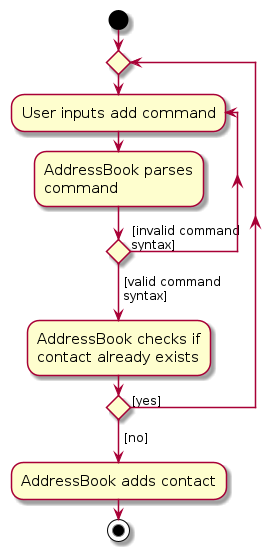 User inputs add command
AddressBook parses
command
[invalid command
syntax]
[valid command
syntax]
AddressBook checks if
contact already exists
[yes]
[no]
AddressBook adds contact